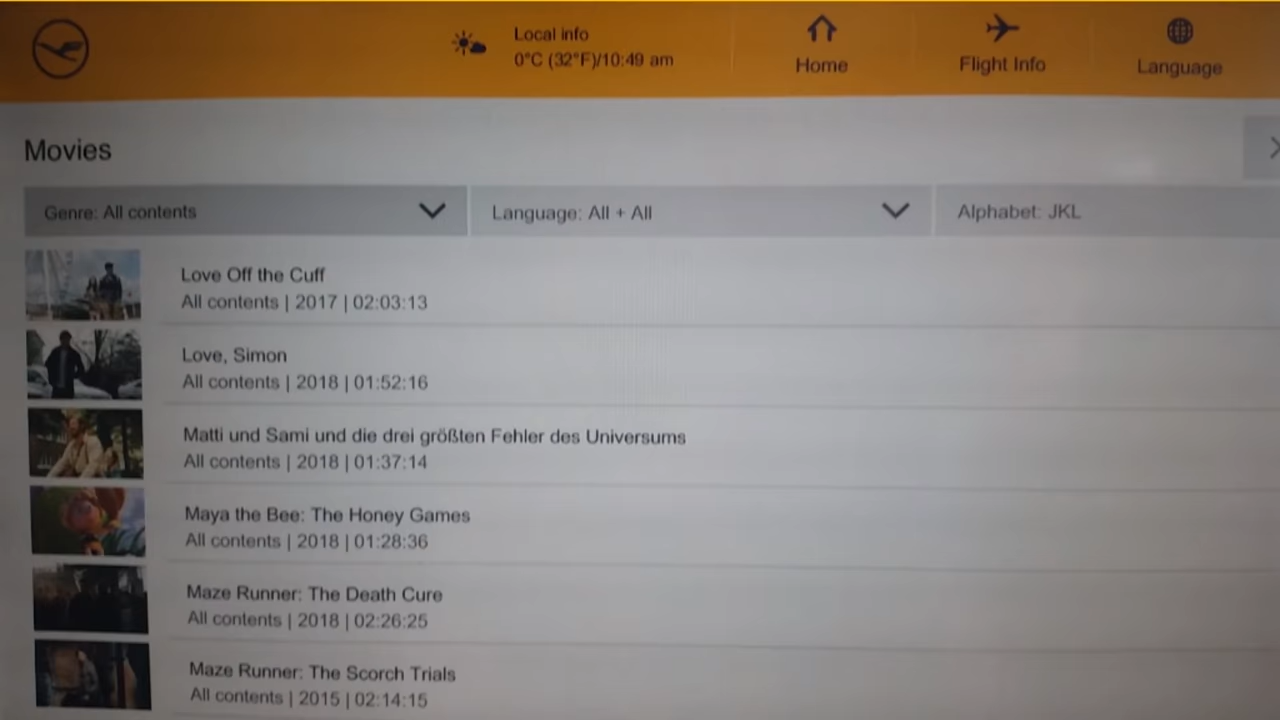 Local info
0°C (32°F)/10:49 am
Home
Flight Info
Language
Movies
Genre: All contents
Language: All + All
Alphabet: JKL
Love Off the Cuff
All contents | 2017 | 02:03:13
Love, Simon
All contents | 2018 | 01:52:16
Matti und Sami und die drei größten Fehler des Universums
All contents | 2018 | 01:37:14
Maya the Bee: The Honey Games
All contents | 2018 | 01:28:36
Maze Runner: The Death Cure
All contents | 2018 | 02:26:25
Maze Runner: The Scorch Trials
All contents | 2015 | 02:14:15